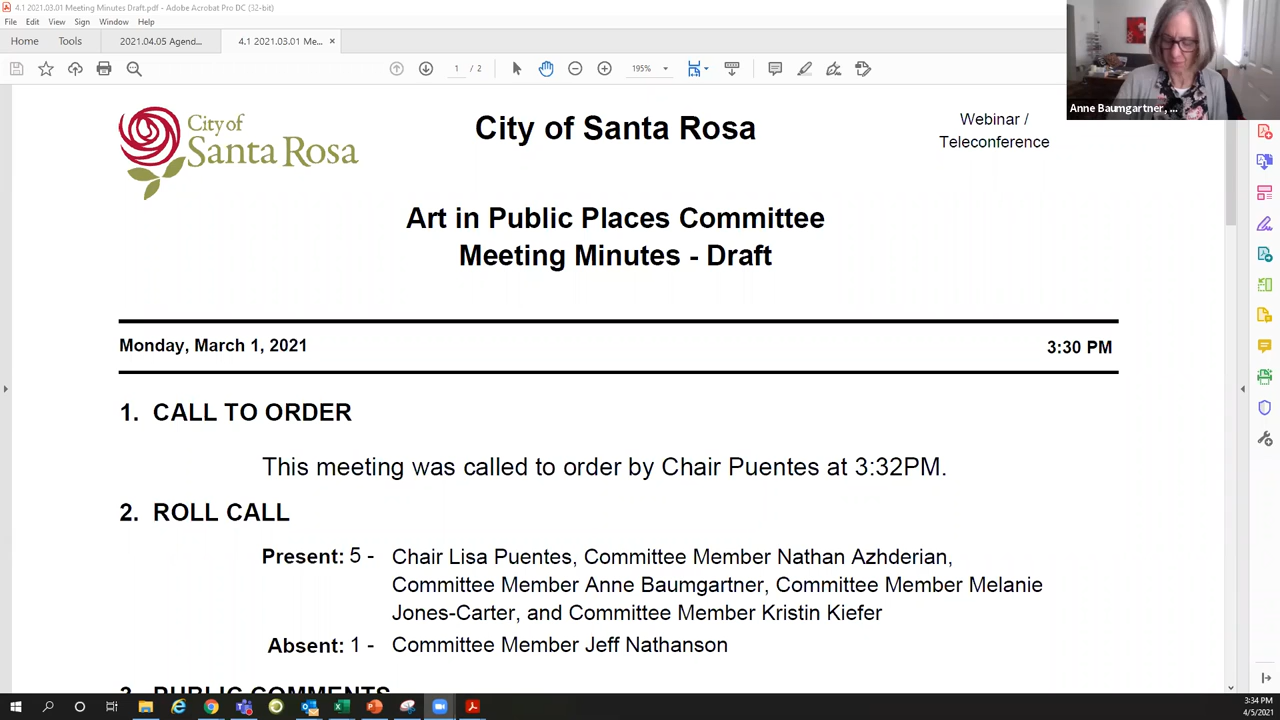 4.1 2021.03.01 Meeting Minutes Draft.pdf - Adobe Acrobat Pro DC (32-bit)
File Edit View Sign Window Help
Home Tools 2021.04.05 Agend... 4.1 2021.03.01 Me... ×
1 / 2 195%
Anne Baumgartner, ...
City of
Santa Rosa
City of Santa Rosa
Webinar /
Teleconference
Art in Public Places Committee
Meeting Minutes - Draft
Monday, March 1, 2021 3:30 PM
1. CALL TO ORDER
This meeting was called to order by Chair Puentes at 3:32PM.
2. ROLL CALL
Present: 5 - Chair Lisa Puentes, Committee Member Nathan Azhderian,
Committee Member Anne Baumgartner, Committee Member Melanie
Jones-Carter, and Committee Member Kristin Kiefer
Absent: 1 - Committee Member Jeff Nathanson
3. PUBLIC COMMENTS
3:34 PM
4/5/2021